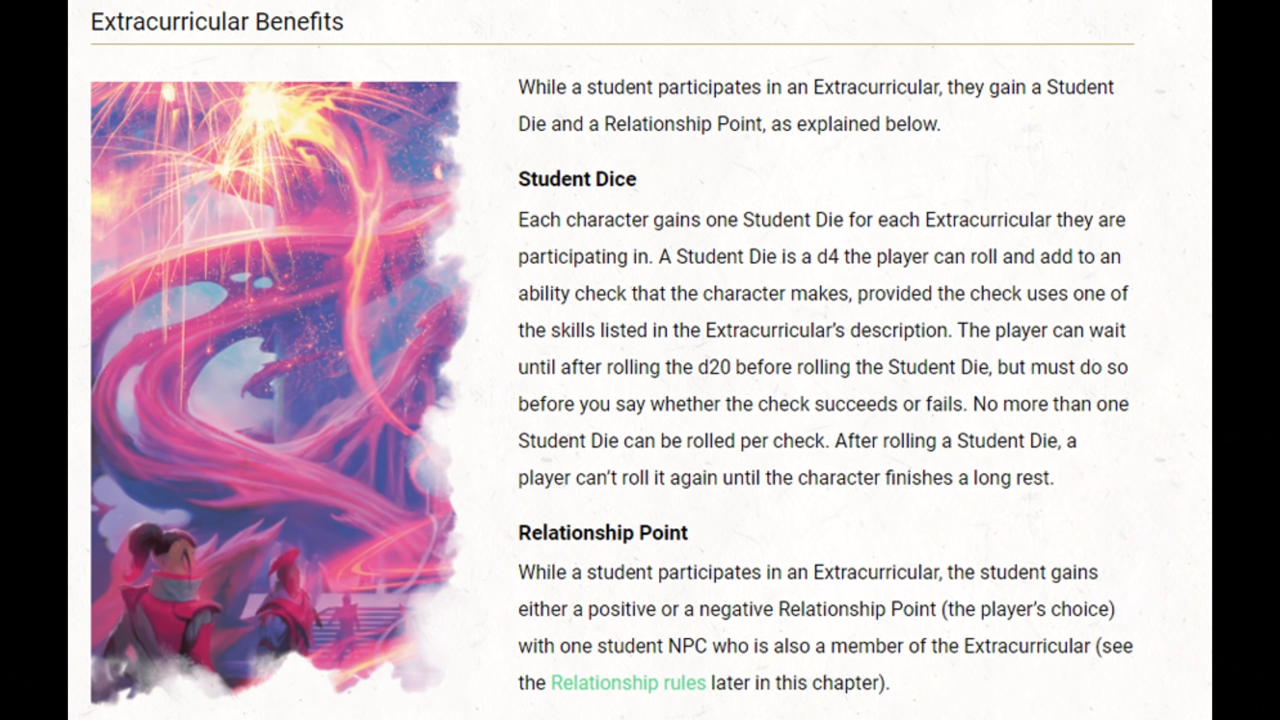 Extracurricular Benefits
While a student participates in an Extracurricular, they gain a Student
Die and a Relationship Point, as explained below.
Student Dice
Each character gains one Student Die for each Extracurricular they are
participating in. A Student Die is a d4 the player can roll and add to an
ability check that the character makes, provided the check uses one of
the skills listed in the Extracurricular’s description. The player can wait
until after rolling the d20 before rolling the Student Die, but must do so
before you say whether the check succeeds or fails. No more than one
Student Die can be rolled per check. After rolling a Student Die, a
player can’t roll it again until the character finishes a long rest.
Relationship Point
While a student participates in an Extracurricular, the student gains
either a positive or a negative Relationship Point (the player’s choice)
with one student NPC who is also a member of the Extracurricular (see
the Relationship rules later in this chapter).